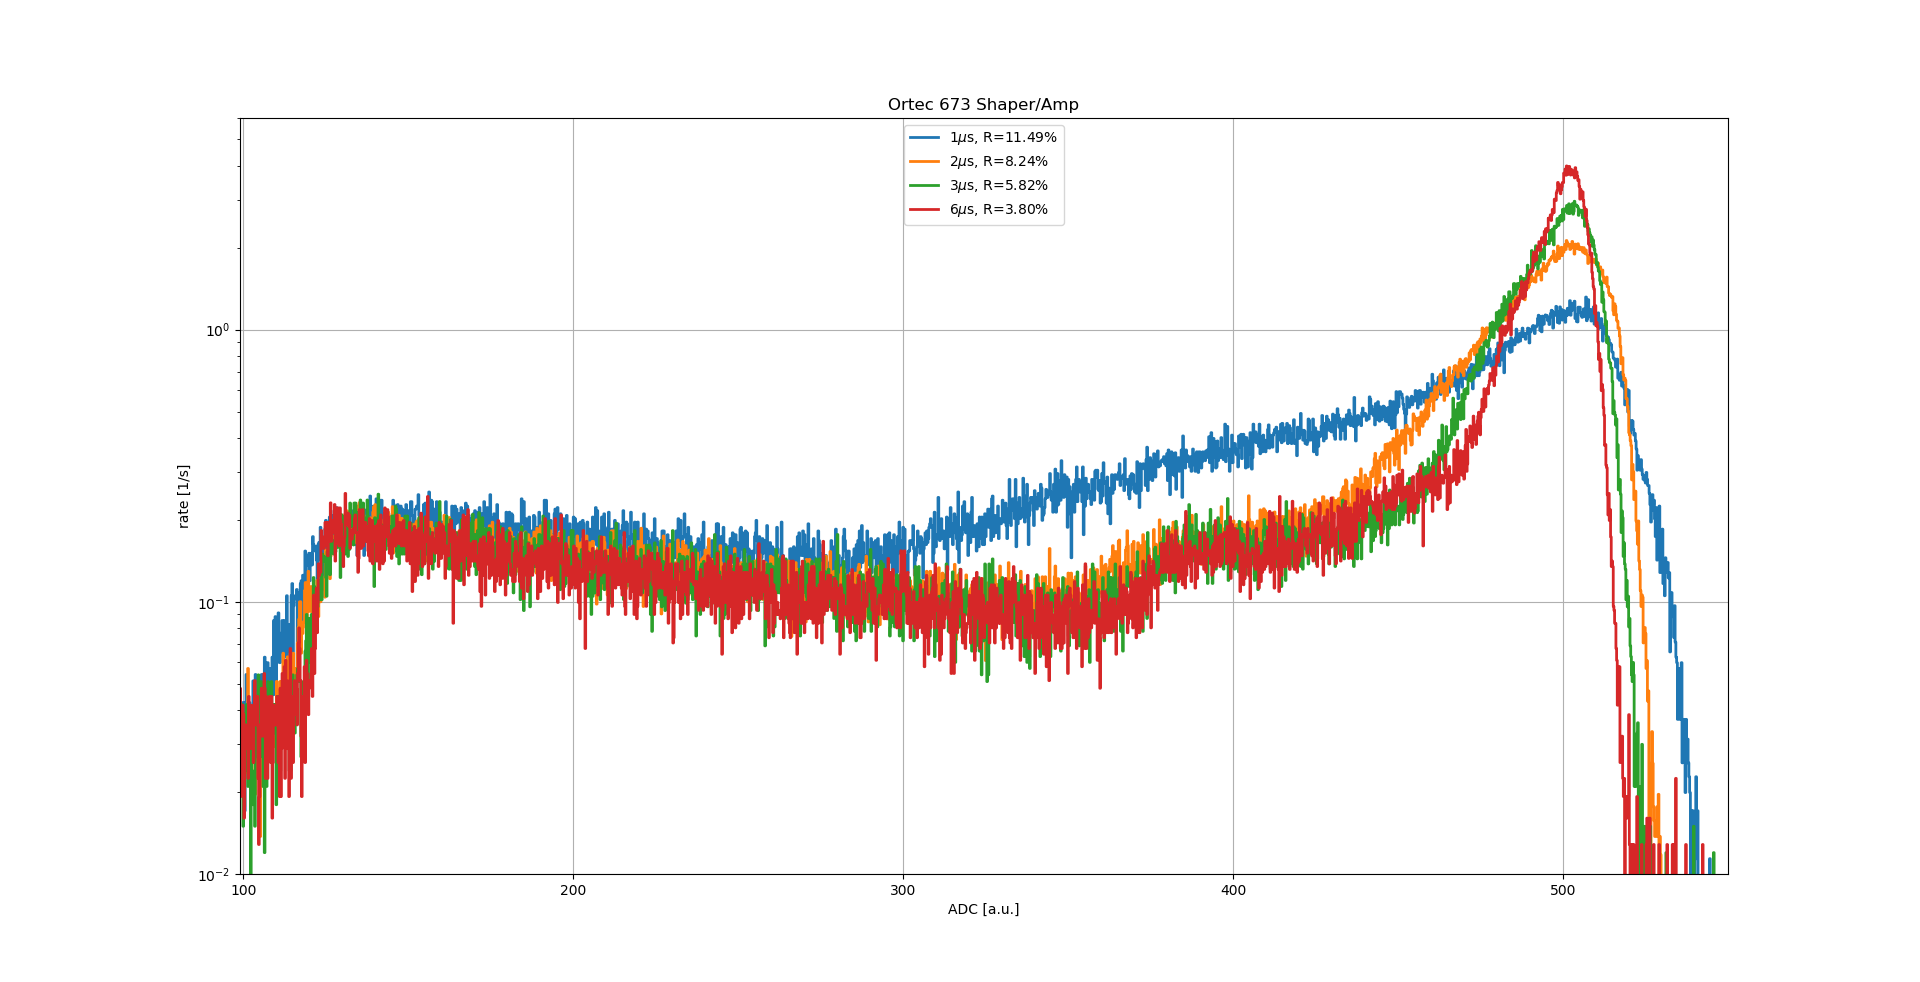 Ortec 673 Shaper/Amp
1μs, R=11.49%
2μs, R=8.24%
3μs, R=5.82%
6μs, R=3.80%
rate [1/s]
10⁰
10⁻¹
10⁻²
100 200 300 400 500
ADC [a.u.]